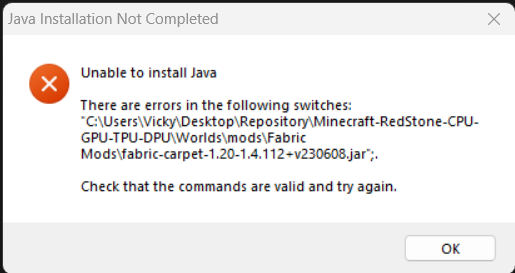 Java Installation Not Completed
Unable to install Java
There are errors in the following switches:
"C:\Users\Vicky\Desktop\Repository\Minecraft-RedStone-CPU-
GPU-TPU-DPU\Worlds\mods\Fabric
Mods\fabric-carpet-1.20-1.4.112+v230608.jar";.
Check that the commands are valid and try again.
OK